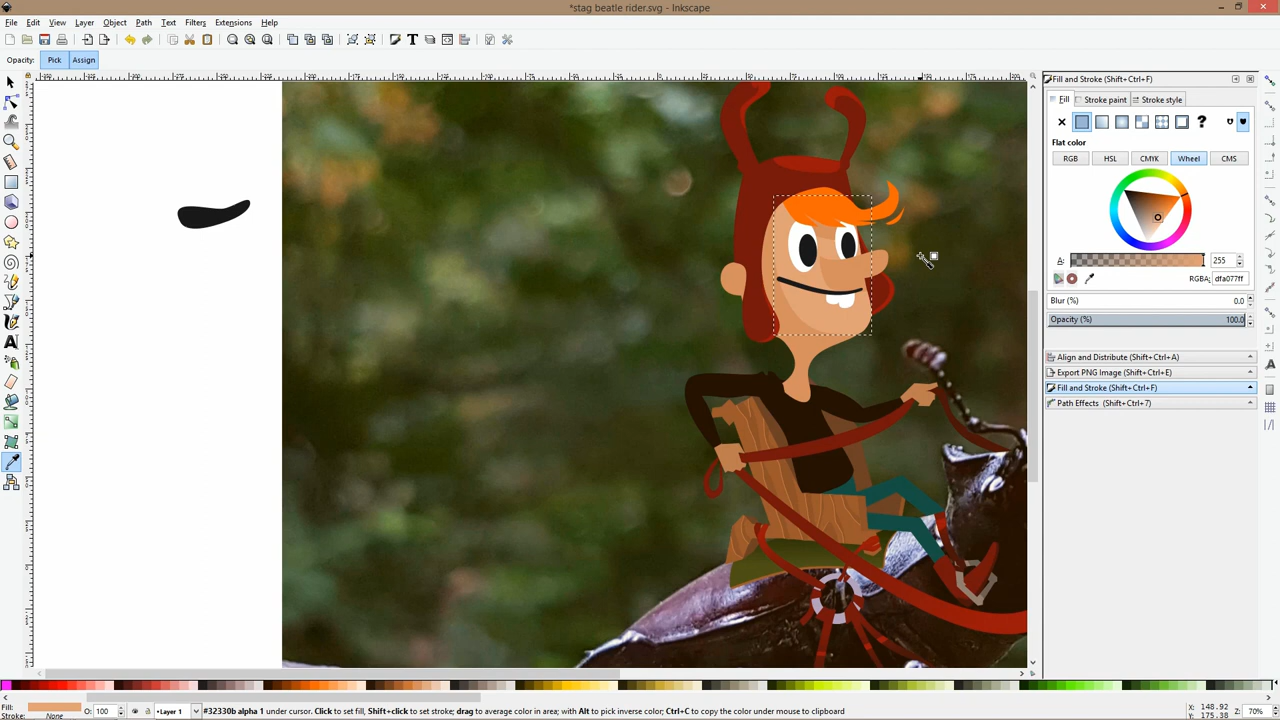 *stag beatle rider.svg - Inkscape
File Edit View Layer Object Path Text Filters Extensions Help
Opacity: Pick Assign
Fill and Stroke (Shift+Ctrl+F)
Fill Stroke paint Stroke style
Flat color
RGB HSL CMYK Wheel CMS
A: 255
RGBA: dfa077ff
Blur (%) 0.0
Opacity (%) 100.0
Align and Distribute (Shift+Ctrl+A)
Export PNG Image (Shift+Ctrl+E)
Fill and Stroke (Shift+Ctrl+F)
Path Effects (Shift+Ctrl+7)
Fill: O: 100 •Layer 1 #32330b alpha 1 under cursor. Click to set fill, Shift+click to set stroke; drag to average color in area; with Alt to pick inverse color; Ctrl+C to copy the color under mouse to clipboard X: 148.92 Z: 70%
Stroke: None Y: 175.38